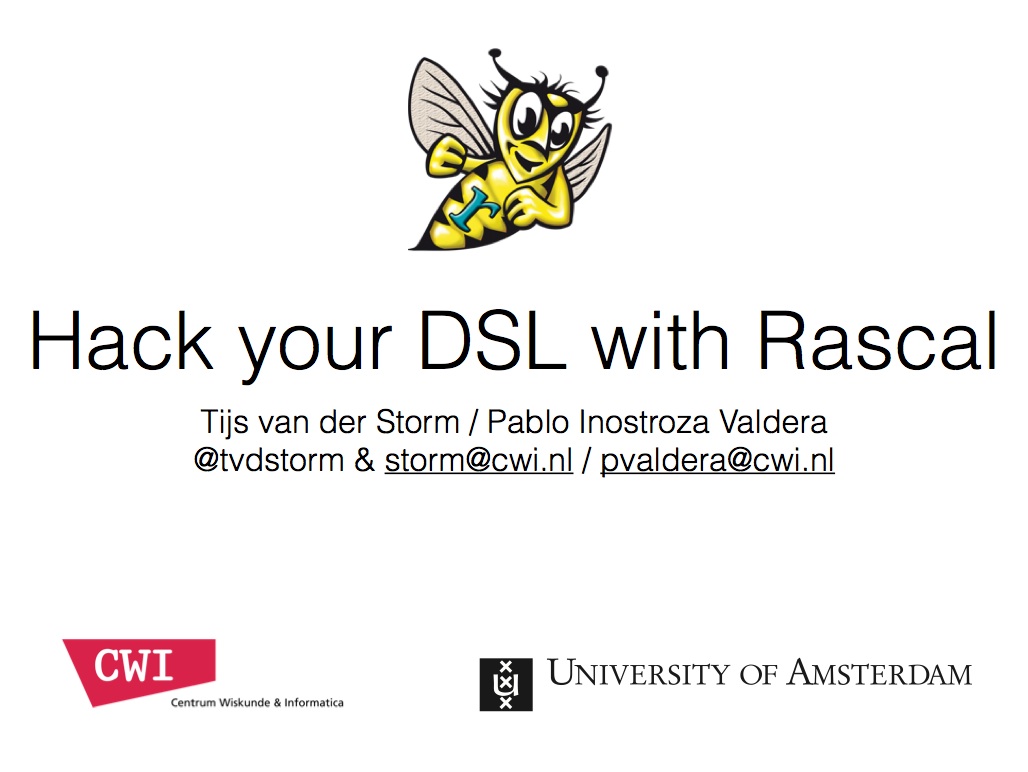 r
Hack your DSL with Rascal
Tijs van der Storm / Pablo Inostroza Valdera
@tvdstorm & storm@cwi.nl / pvaldera@cwi.nl
CWI
Centrum Wiskunde & Informatica
U
UNIVERSITY OF AMSTERDAM